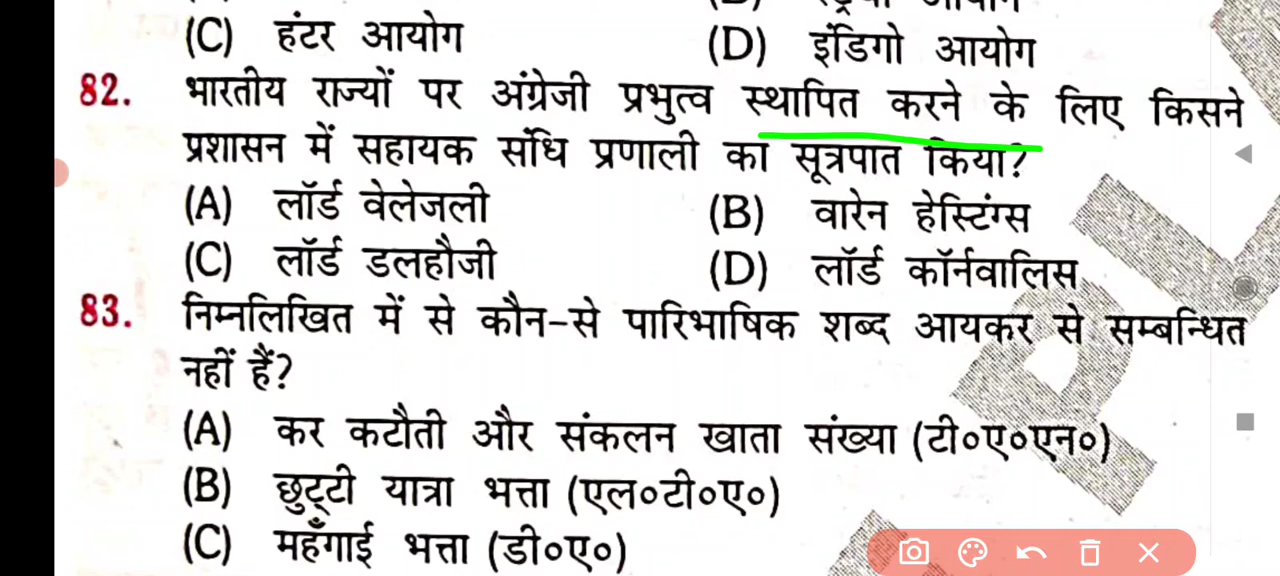 (C) हंटर आयोग (D) इंडिगो आयोग
82. भारतीय राज्यों पर अंग्रेजी प्रभुत्व स्थापित करने के लिए किसने
प्रशासन में सहायक संधि प्रणाली का सूत्रपात किया?
(A) लॉर्ड वेलेजली (B) वारेन हेस्टिंग्स
(C) लॉर्ड डलहौजी (D) लॉर्ड कॉर्नवालिस
83. निम्नलिखित में से कौन-से पारिभाषिक शब्द आयकर से सम्बन्धित
नहीं हैं?
(A) कर कटौती और संकलन खाता संख्या (टी०ए०एन०)
(B) छुट्टी यात्रा भत्ता (एल०टी०ए०)
(C) महँगाई भत्ता (डी०ए०)